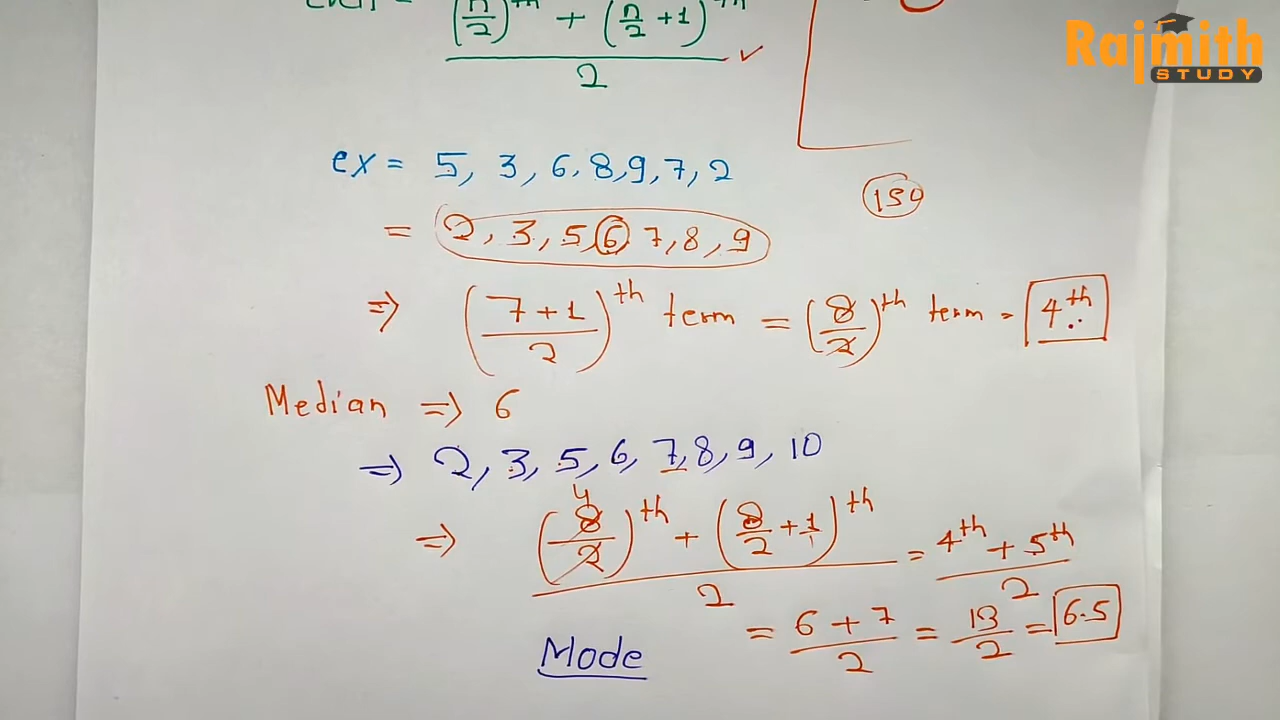 Rajmith
STUDY
even =
(n/2)^th + (n/2 + 1)^th
2
ex = 5, 3, 6, 8, 9, 7, 2
= 2, 3, 5, 6 7, 8, 9
150
⇒ (7+1/2)^th term = (8/2)^th term = 4^th
Median ⇒ 6
⇒ 2, 3, 5, 6, 7, 8, 9, 10
4
⇒ (8/2)^th + (8/2 + 1)^th / 2 = 4^th + 5^th / 2
= 6 + 7 / 2 = 13/2 = 6.5
Mode